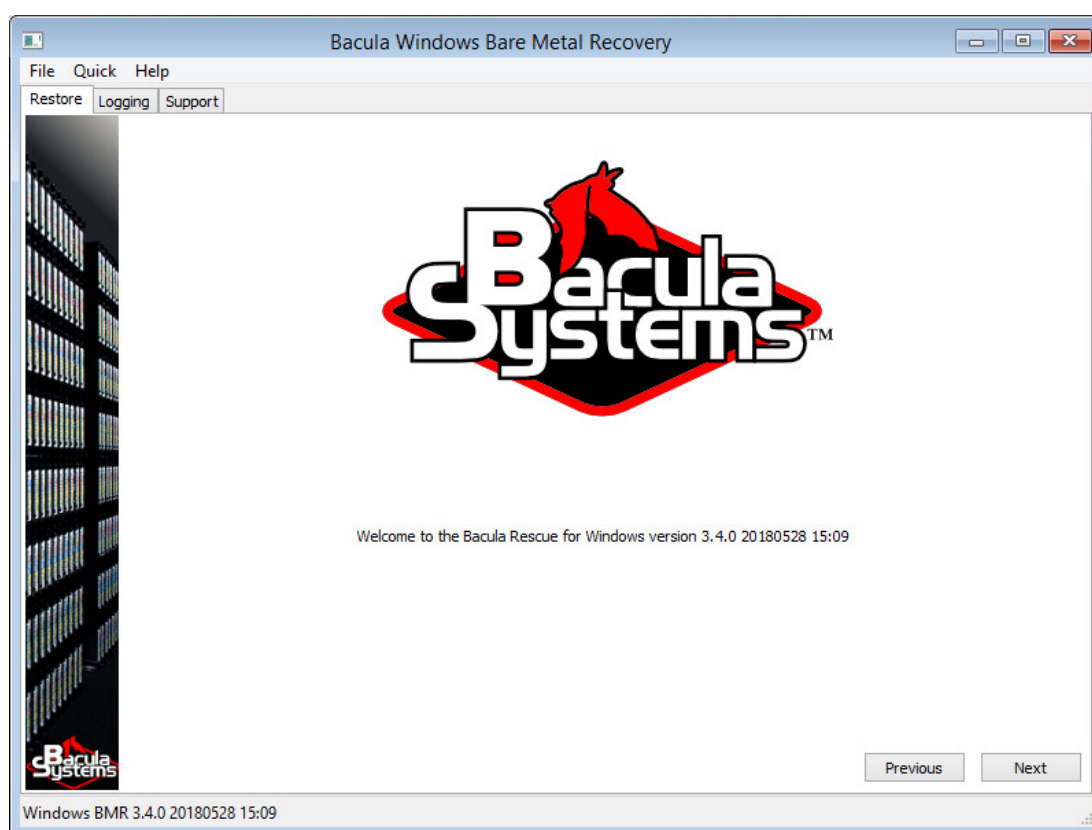 Bacula Windows Bare Metal Recovery
File Quick Help
Restore Logging Support
Bacula
Systems™
Welcome to the Bacula Rescue for Windows version 3.4.0 20180528 15:09
Bacula
Systems
Previous Next
Windows BMR 3.4.0 20180528 15:09